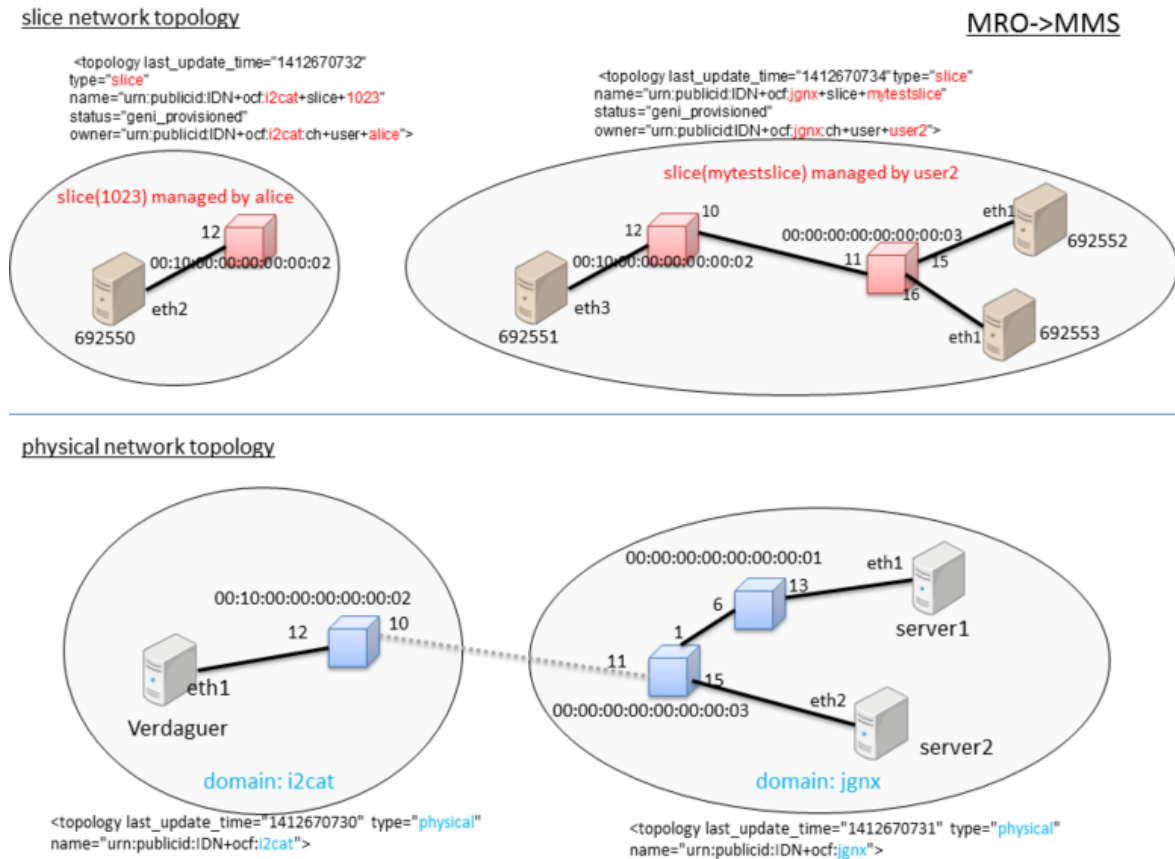 slice network topology
MRO->MMS
<topology last_update_time="1412670732"
type="slice"
name="urn:publicid:IDN+ocf:i2cat+slice+1023"
status="geni_provisioned"
owner="urn:publicid:IDN+ocf:i2cat:ch+user+alice">
<topology last_update_time="1412670734" type="slice"
name="urn:publicid:IDN+ocf:jgnx+slice+mytestslice"
status="geni_provisioned"
owner="urn:publicid:IDN+ocf:jgnx:ch+user+user2">
slice(1023) managed by alice
12
00:10:00:00:00:00:00:02
eth2
692550
slice(mytestslice) managed by user2
10
12
00:10:00:00:00:00:00:02
eth3
692551
00:00:00:00:00:00:00:03
11
15
16
eth1
692552
eth1
692553
physical network topology
00:10:00:00:00:00:00:02
12
10
eth1
Verdaguer
domain: i2cat
<topology last_update_time="1412670730" type="physical"
name="urn:publicid:IDN+ocf:i2cat">
00:00:00:00:00:00:00:01
eth1
13
6
server1
1
11
15
00:00:00:00:00:00:00:03
eth2
server2
domain: jgnx
<topology last_update_time="1412670731" type="physical"
name="urn:publicid:IDN+ocf:jgnx">